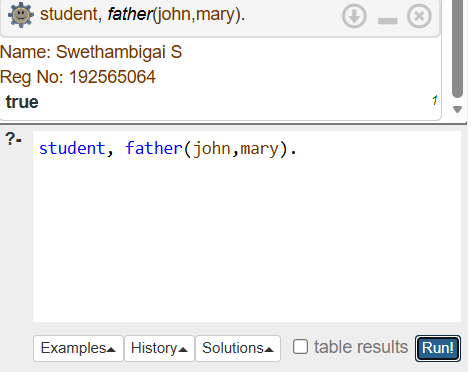 student, father(john,mary).
Name: Swethambigai S
Reg No: 192565064
true 1
?- student, father(john,mary).
Examples History Solutions table results Run!